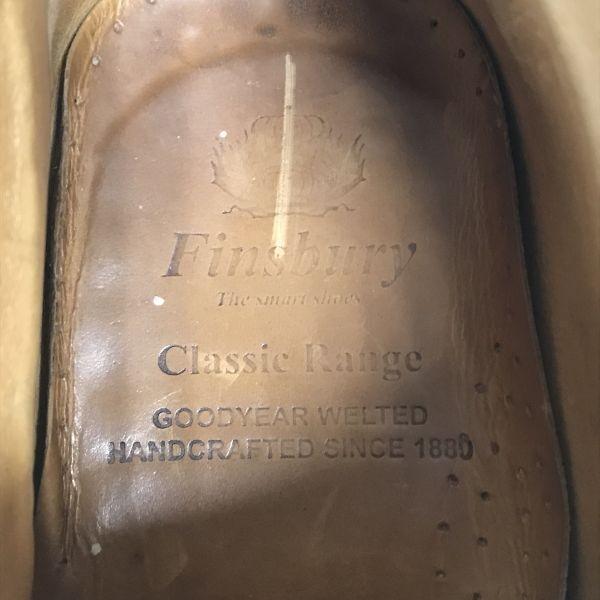 Finsbury
The smart shoes
Classic Range
GOODYEAR WELTED
HANDCRAFTED SINCE 1880